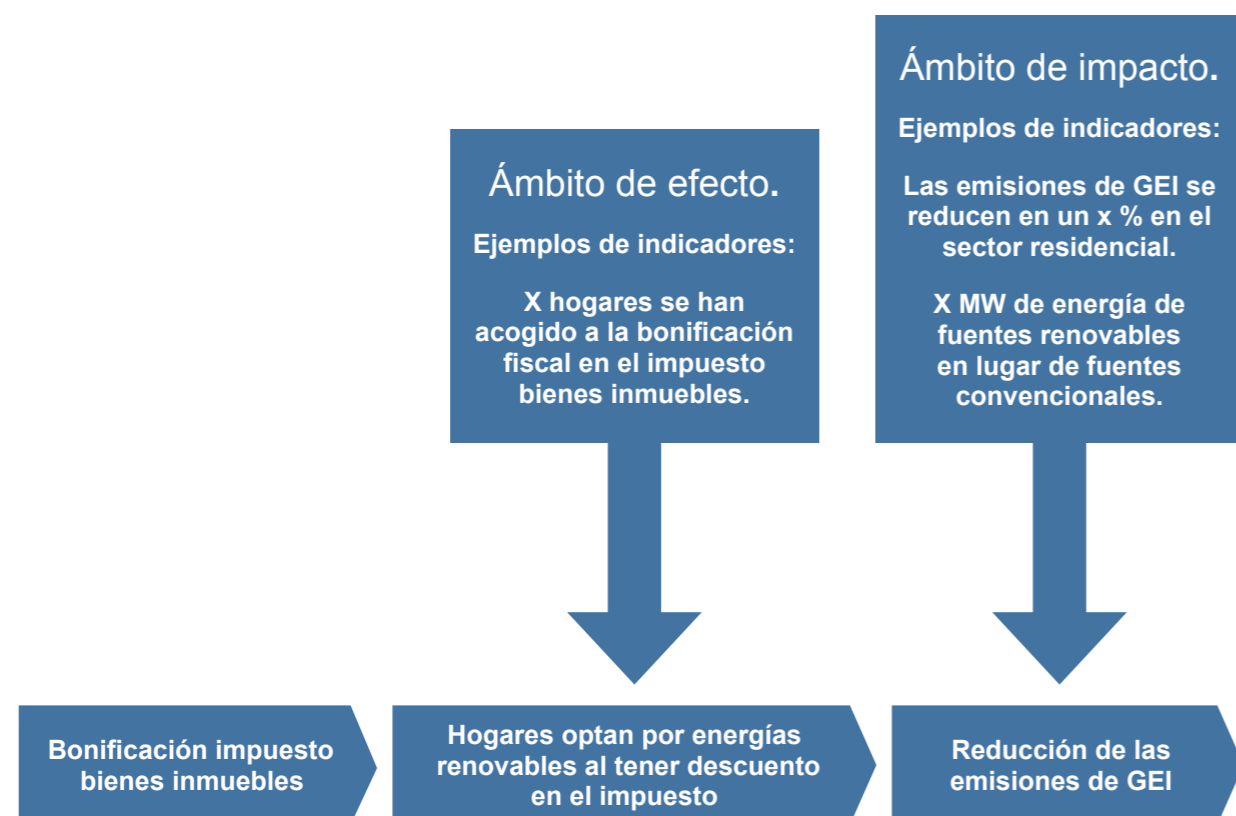 Ámbito de efecto.
Ejemplos de indicadores:
X hogares se han
acogido a la bonificación
fiscal en el impuesto
bienes inmuebles.
Ámbito de impacto.
Ejemplos de indicadores:
Las emisiones de GEI se
reducen en un x % en el
sector residencial.
X MW de energía de
fuentes renovables
en lugar de fuentes
convencionales.
Bonificación impuesto
bienes inmuebles
Hogares optan por energías
renovables al tener descuento
en el impuesto
Reducción de las
emisiones de GEI